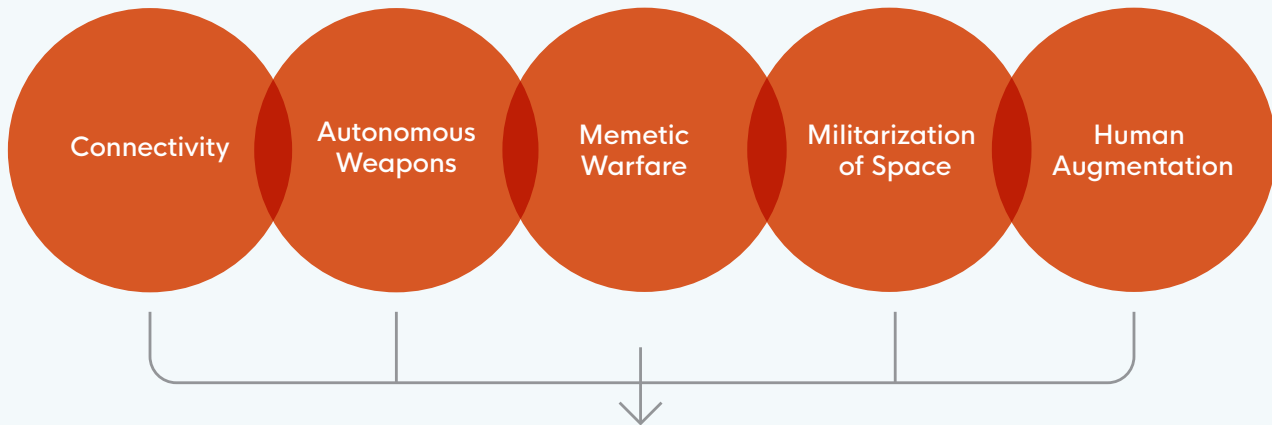 Connectivity
Autonomous
Weapons
Memetic
Warfare
Militarization
of Space
Human
Augmentation